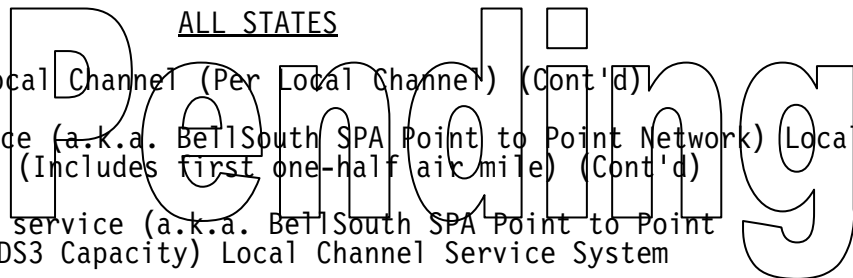 ALL STATES
ocal Channel (Per Local Channel) (Cont'd)
ce (a.k.a. BellSouth SPA Point to Point Network) Local
(Includes first one-half air mile) (Cont'd)
service (a.k.a. BellSouth SPA Point to Point
DS3 Capacity) Local Channel Service System
Pending